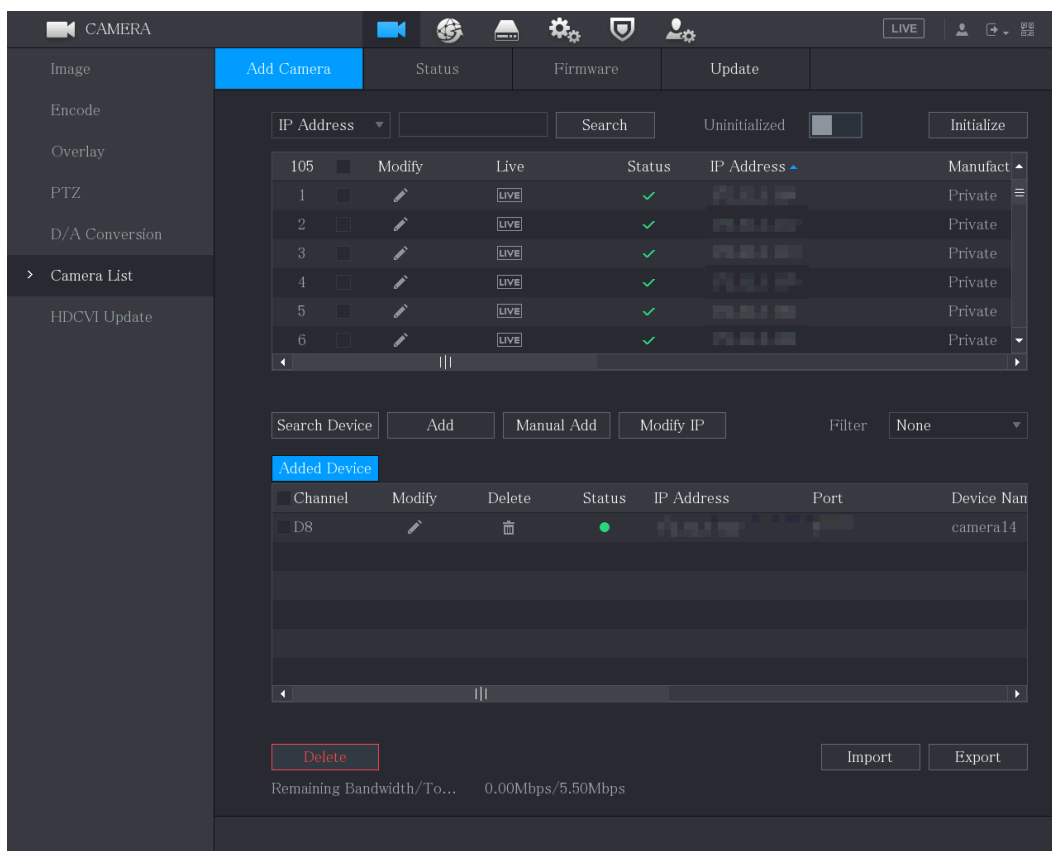 CAMERA LIVE
Image Add Camera Status Firmware Update
Encode IP Address Search Uninitialized Initialize
Overlay 105 Modify Live Status IP Address Manufact
1 LIVE Private
PTZ
2 LIVE Private
D/A Conversion
3 LIVE Private
Camera List 4 LIVE Private
HDCVI Update 5 LIVE Private
6 LIVE Private
Search Device Add Manual Add Modify IP Filter None
Added Device
Channel Modify Delete Status IP Address Port Device Nam
D8 camera14
Delete Import Export
Remaining Bandwidth/To... 0.00Mbps/5.50Mbps